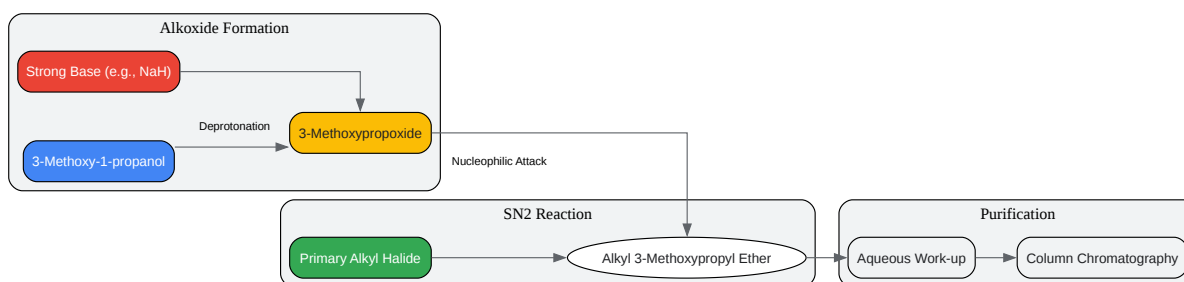 Alkoxide Formation
Strong Base (e.g., NaH)
Deprotonation
3-Methoxypropoxide
3-Methoxy-1-propanol
Nucleophilic Attack
SN2 Reaction
Purification
Primary Alkyl Halide
Alkyl 3-Methoxypropyl Ether
Aqueous Work-up
Column Chromatography